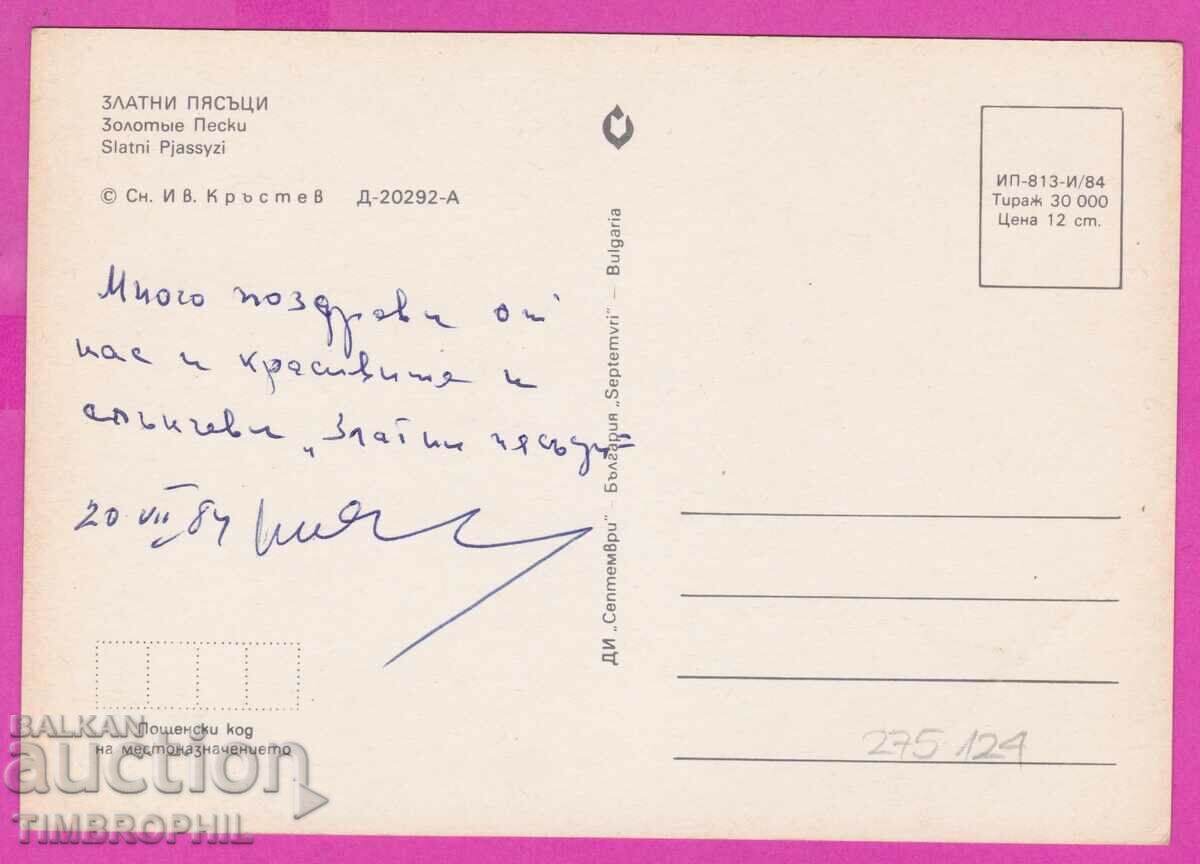 ЗЛАТНИ ПЯСЪЦИ
Золотые Пески
Slatni Pjassyzi
© Сн. Ив. Кръстев Д-20292-А
Много поздрави от
нас и красивите и
слънчеви „Златни пясъци“
20 VII 84
Пощенски код
на местоназначението
ДИ „Септември“ – България „Septemvri“ – Bulgaria
ИП-813-И/84
Тираж 30 000
Цена 12 ст.
275124
BALKAN
auction
TIMBROPHIL